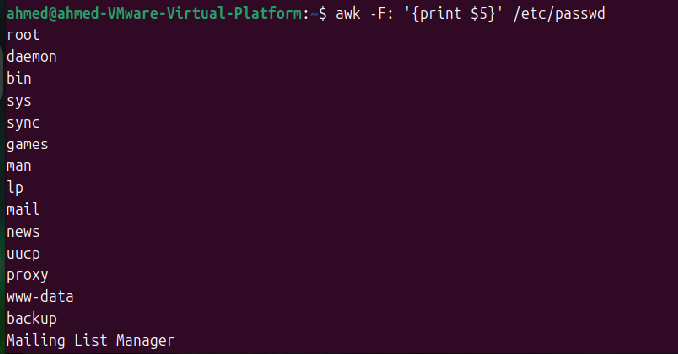 ahmed@ahmed-VMware-Virtual-Platform:~$ awk -F: '{print $5}' /etc/passwd
root
daemon
bin
sys
sync
games
man
lp
mail
news
uucp
proxy
www-data
backup
Mailing List Manager